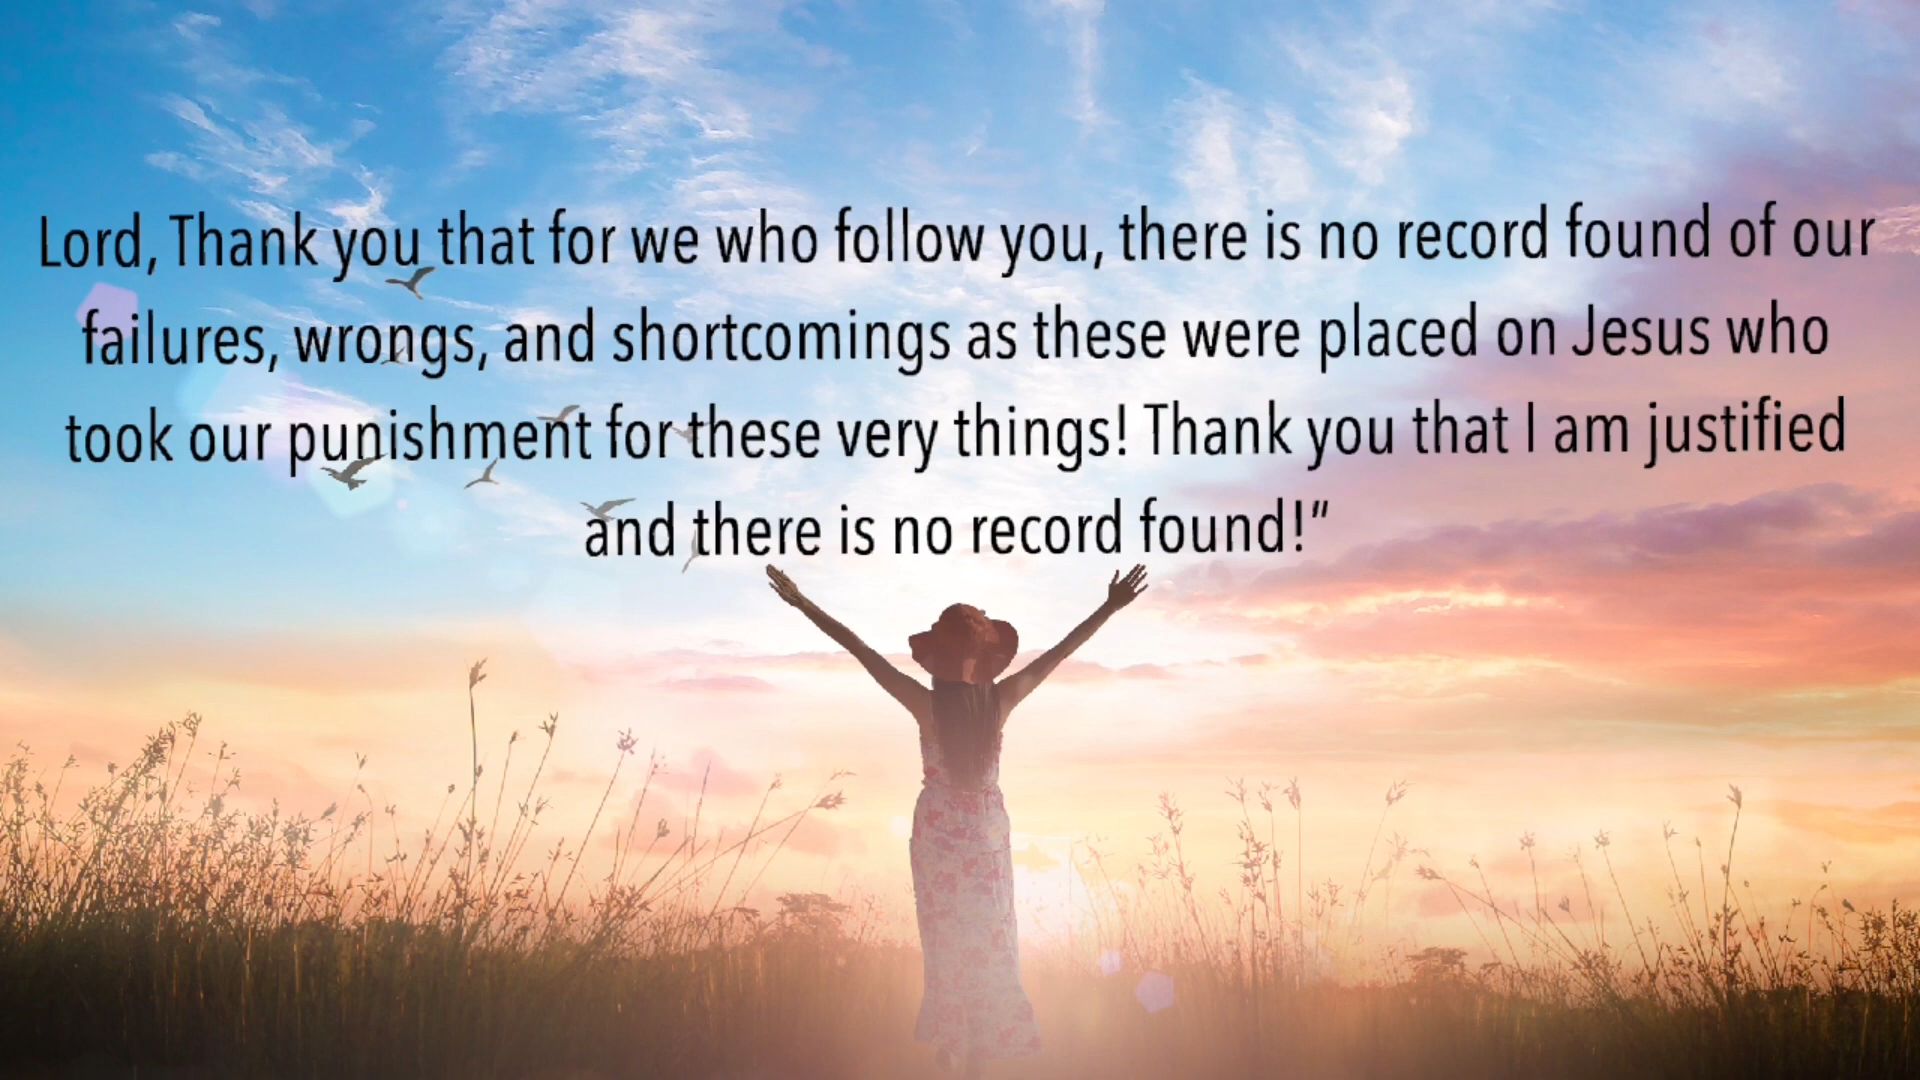 Lord, Thank you that for we who follow you, there is no record found of our
failures, wrongs, and shortcomings as these were placed on Jesus who
took our punishment for these very things! Thank you that I am justified
and there is no record found!”